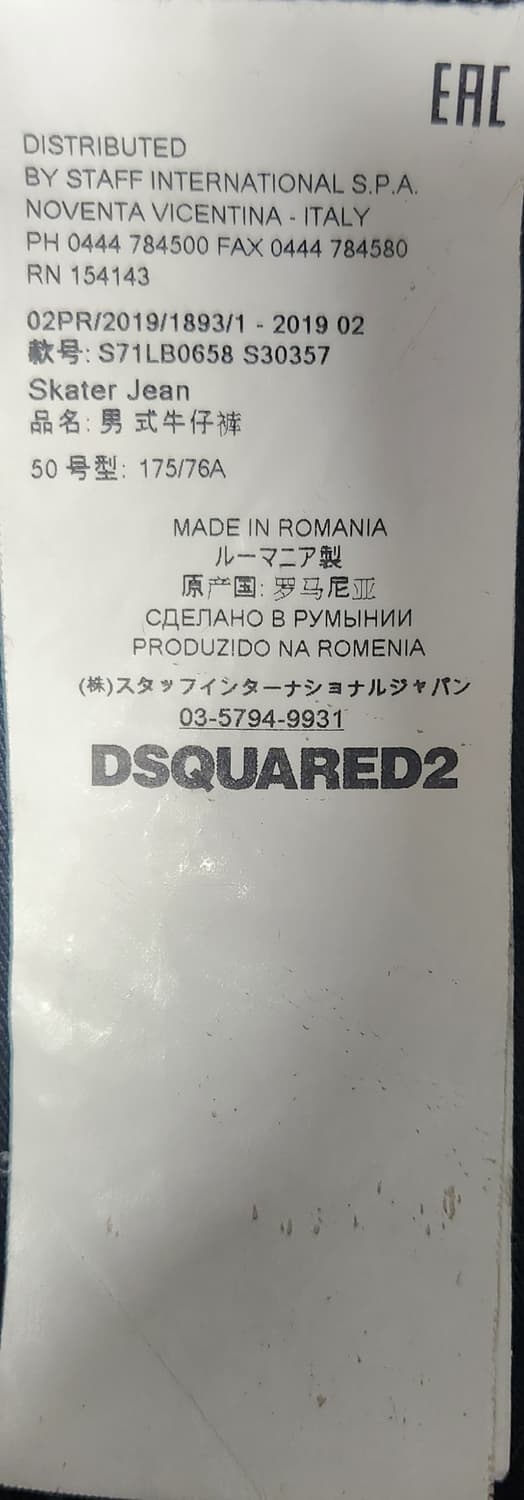 EAC
DISTRIBUTED
BY STAFF INTERNATIONAL S.P.A.
NOVENTA VICENTINA - ITALY
PH 0444 784500 FAX 0444 784580
RN 154143
02PR/2019/1893/1 - 2019 02
款号: S71LB0658 S30357
Skater Jean
品名: 男 式牛仔裤
50 号型: 175/76A
MADE IN ROMANIA
ルーマニア製
原产国: 罗马尼亚
СДЕЛАНО В РУМЫНИИ
PRODUZIDO NA ROMENIA
(株)スタッフインターナショナルジャパン
03-5794-9931
DSQUARED2